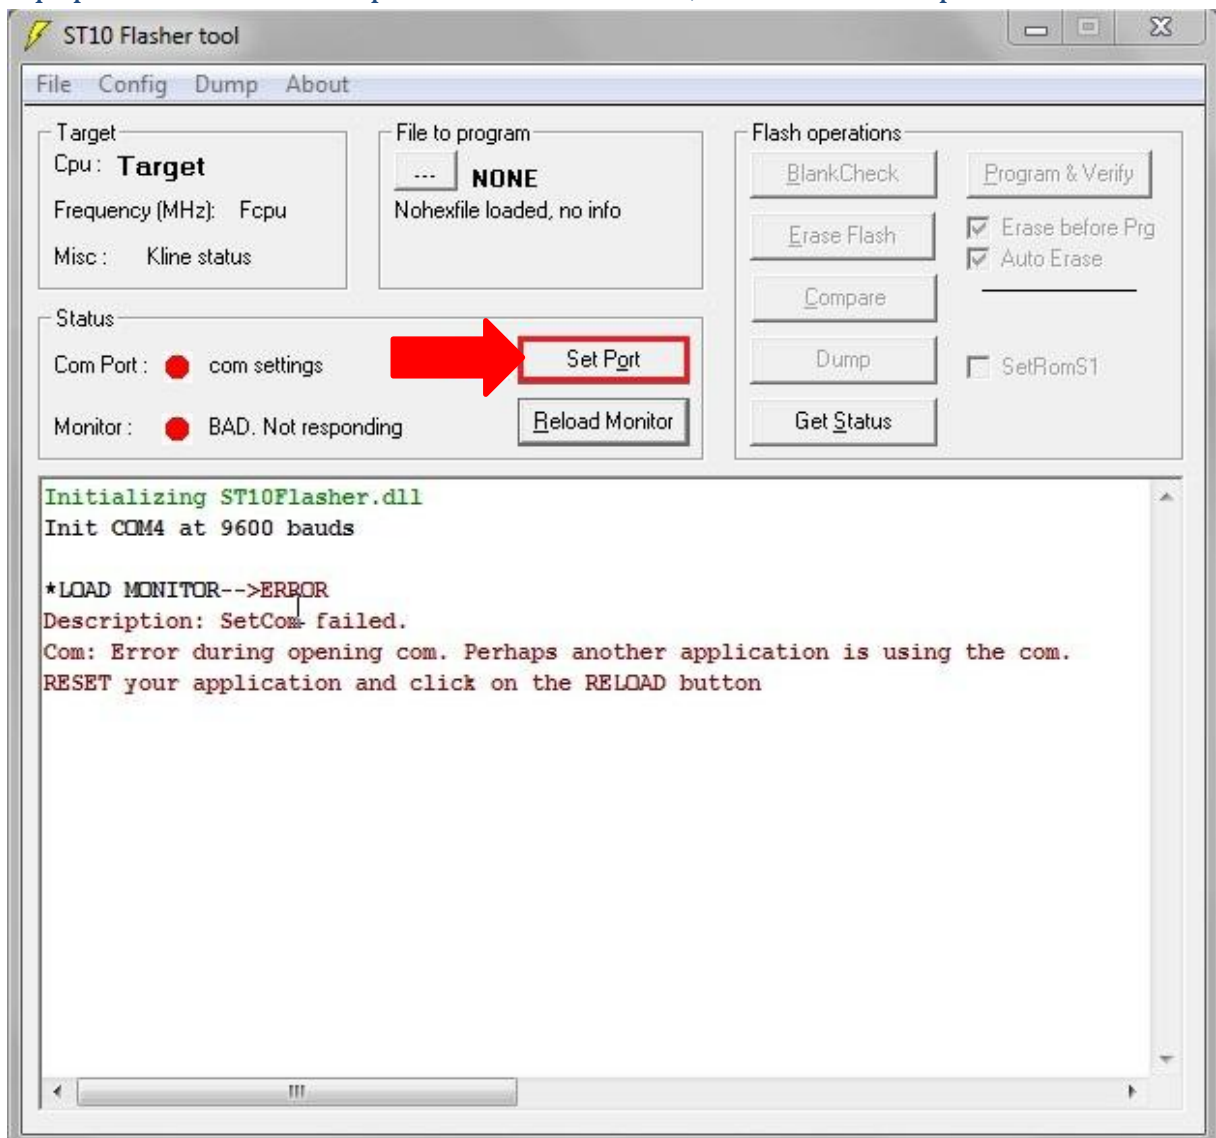 ST10 Flasher tool
File Config Dump About
Target
Cpu : Target
Frequency (MHz): Fcpu
Misc : Kline status
File to program
... NONE
Nohexfile loaded, no info
Flash operations
BlankCheck
Program & Verify
Erase Flash
Erase before Prg
Auto Erase
Compare
Dump
SetRomS1
Get Status
Status
Com Port : com settings
Set Port
Monitor : BAD. Not responding
Reload Monitor
Initializing ST10Flasher.dll
Init COM4 at 9600 bauds
*LOAD MONITOR-->ERROR
Description: SetCom failed.
Com: Error during opening com. Perhaps another application is using the com.
RESET your application and click on the RELOAD button